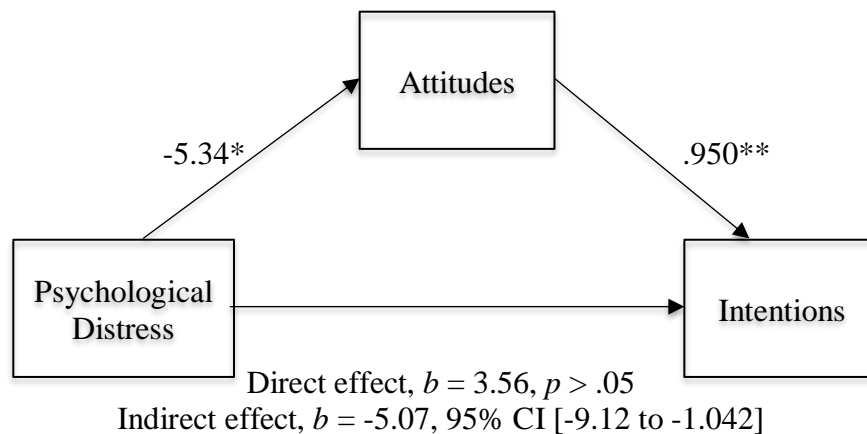 Attitudes
-5.34*
.950**
Psychological
Distress
Intentions
Direct effect, b = 3.56, p > .05
Indirect effect, b = -5.07, 95% CI [-9.12 to -1.042]